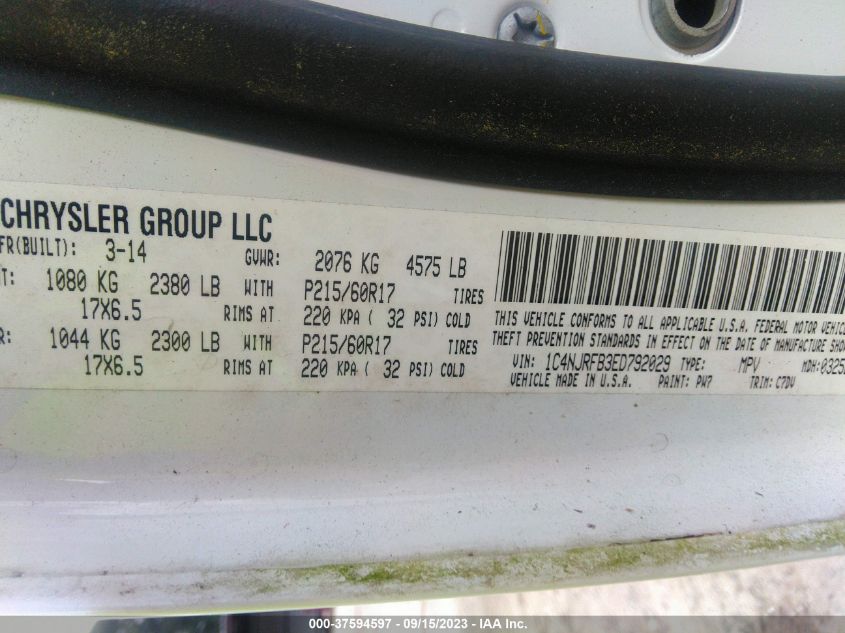 CHRYSLER GROUP LLC
FR(BUILT): 3-14 GVWR: 2076 KG 4575 LB
T: 1080 KG 2380 LB WITH P215/60R17 TIRES
17X6.5 RIMS AT 220 KPA ( 32 PSI) COLD
R: 1044 KG 2300 LB WITH P215/60R17 TIRES
17X6.5 RIMS AT 220 KPA ( 32 PSI) COLD
THIS VEHICLE CONFORMS TO ALL APPLICABLE U.S.A. FEDERAL MOTOR VEHIC
THEFT PREVENTION STANDARDS IN EFFECT ON THE DATE OF MANUFACTURE SHO
VIN: 1C4NJRFB3ED792029 TYPE: MPV MDH: 0325
VEHICLE MADE IN U.S.A. PAINT: PW7 TRIM: C7DV
000-37594597 - 09/15/2023 - IAA Inc.